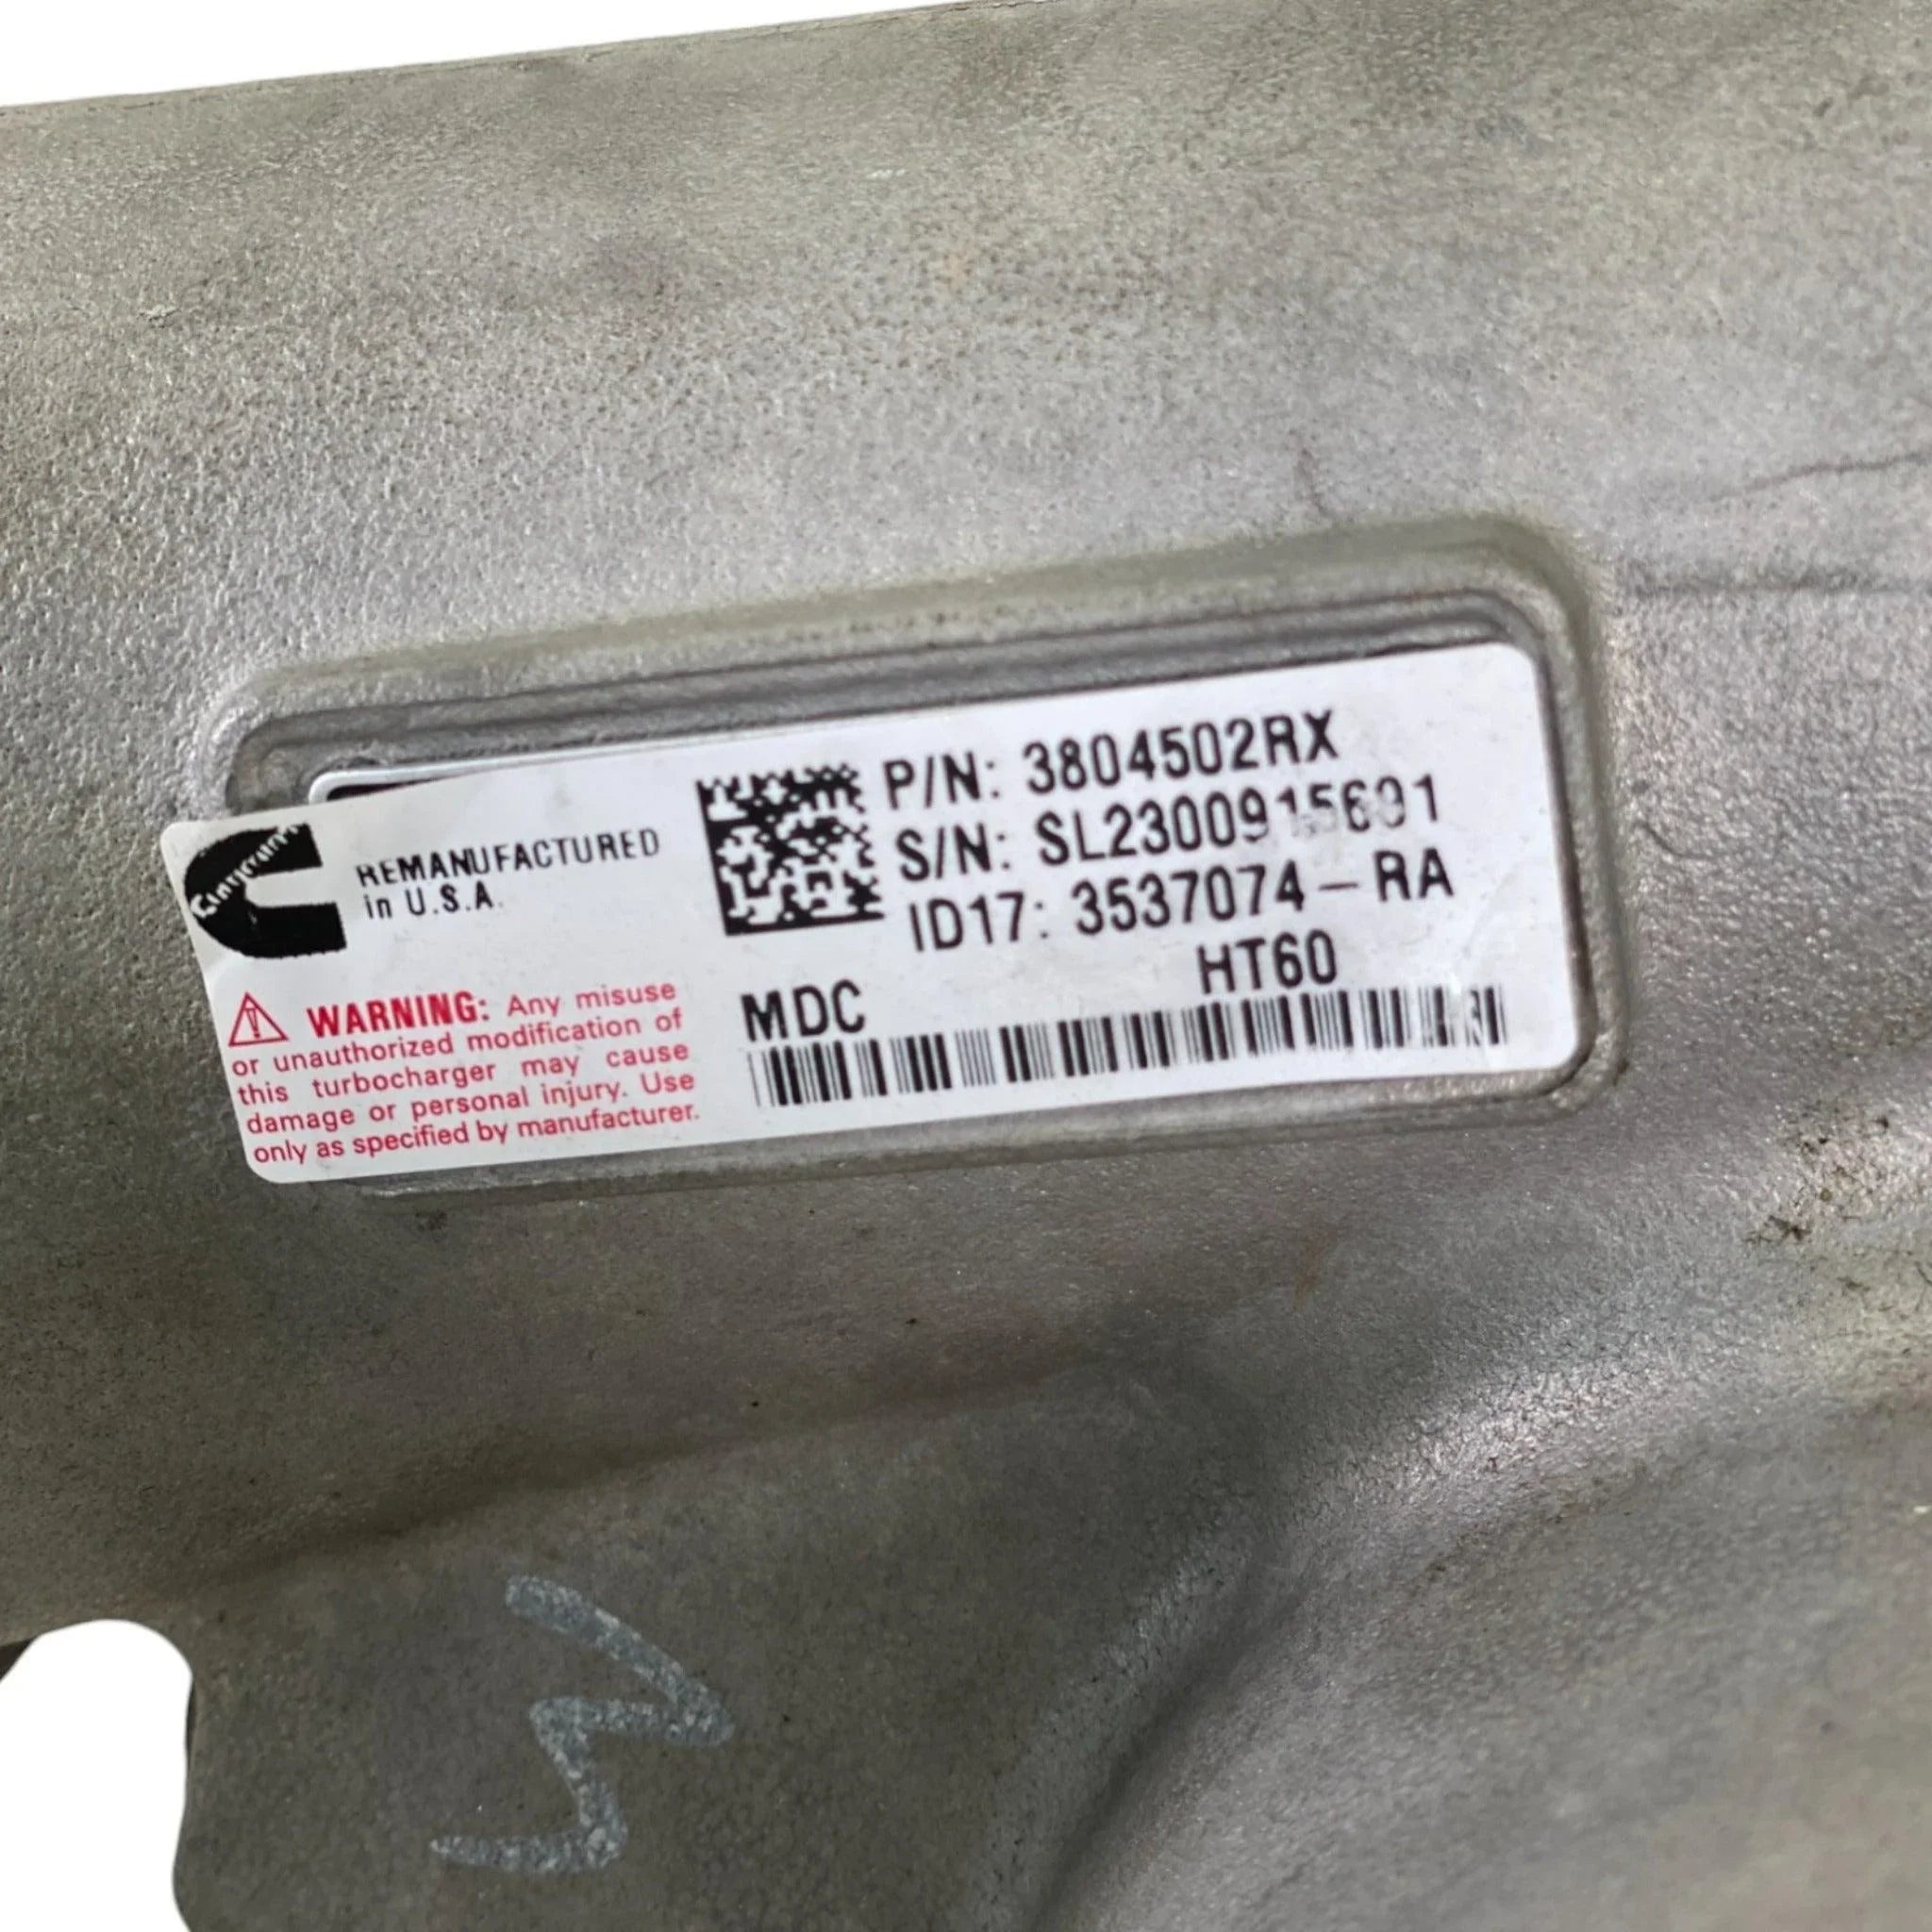 Cummins
REMANUFACTURED
in U.S.A.
P/N: 3804502RX
S/N:
ID17: 3537074-RA
HT60
MDC
WARNING: Any misuse
or unauthorized modification of
this turbocharger may cause
damage or personal injury. Use
only as specified by manufacturer.